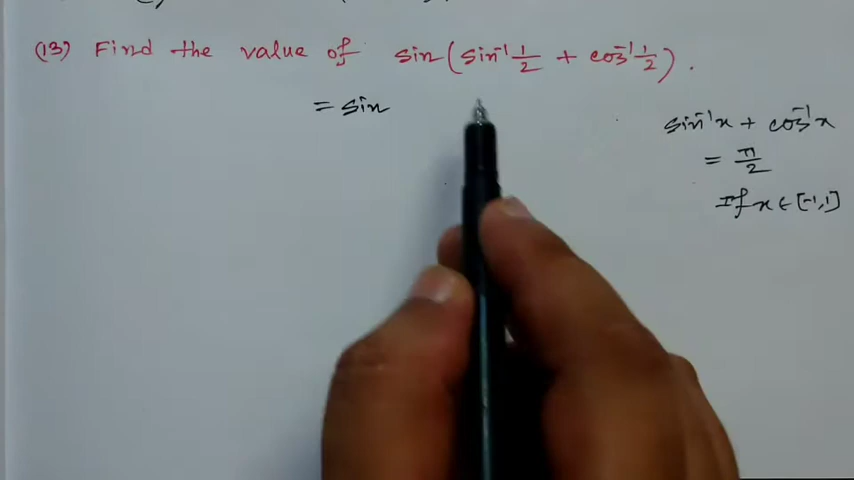 (13) Find the value of sin(sin⁻¹ 1/2 + cos⁻¹ 1/2).
= sin
sin⁻¹x + cos⁻¹x
= π/2
If x ∈ [-1,1]